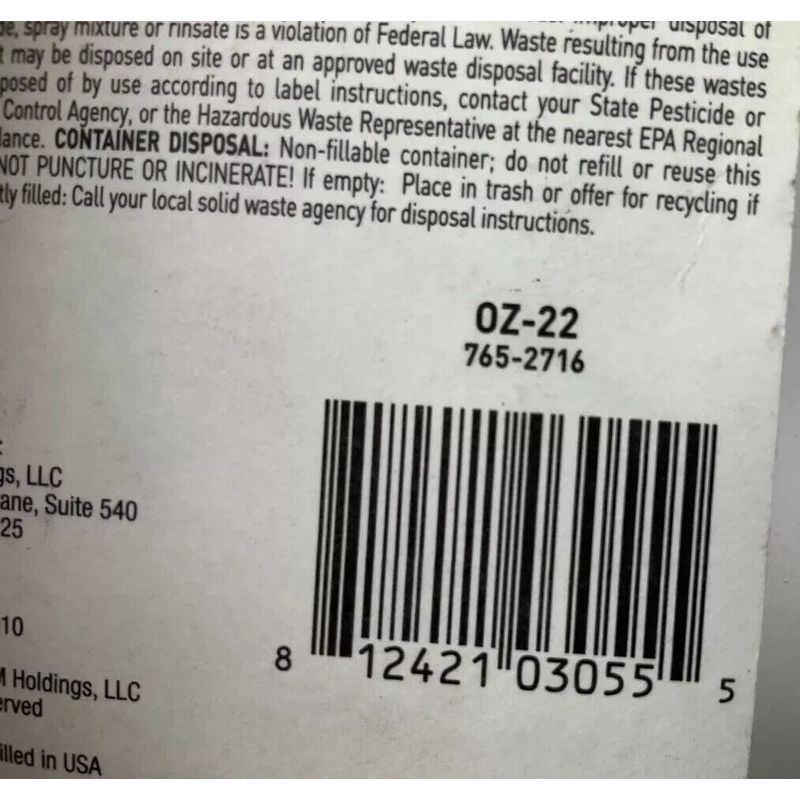 improper disposal of
spray mixture or rinsate is a violation of Federal Law. Waste resulting from the use
may be disposed on site or at an approved waste disposal facility. If these wastes
posed of by use according to label instructions, contact your State Pesticide or
Control Agency, or the Hazardous Waste Representative at the nearest EPA Regional
lance. CONTAINER DISPOSAL: Non-fillable container; do not refill or reuse this
NOT PUNCTURE OR INCINERATE! If empty: Place in trash or offer for recycling if
tly filled: Call your local solid waste agency for disposal instructions.
OZ-22
765-2716
gs, LLC
ane, Suite 540
25
10
M Holdings, LLC
erved
illed in USA
8 12421 03055 5